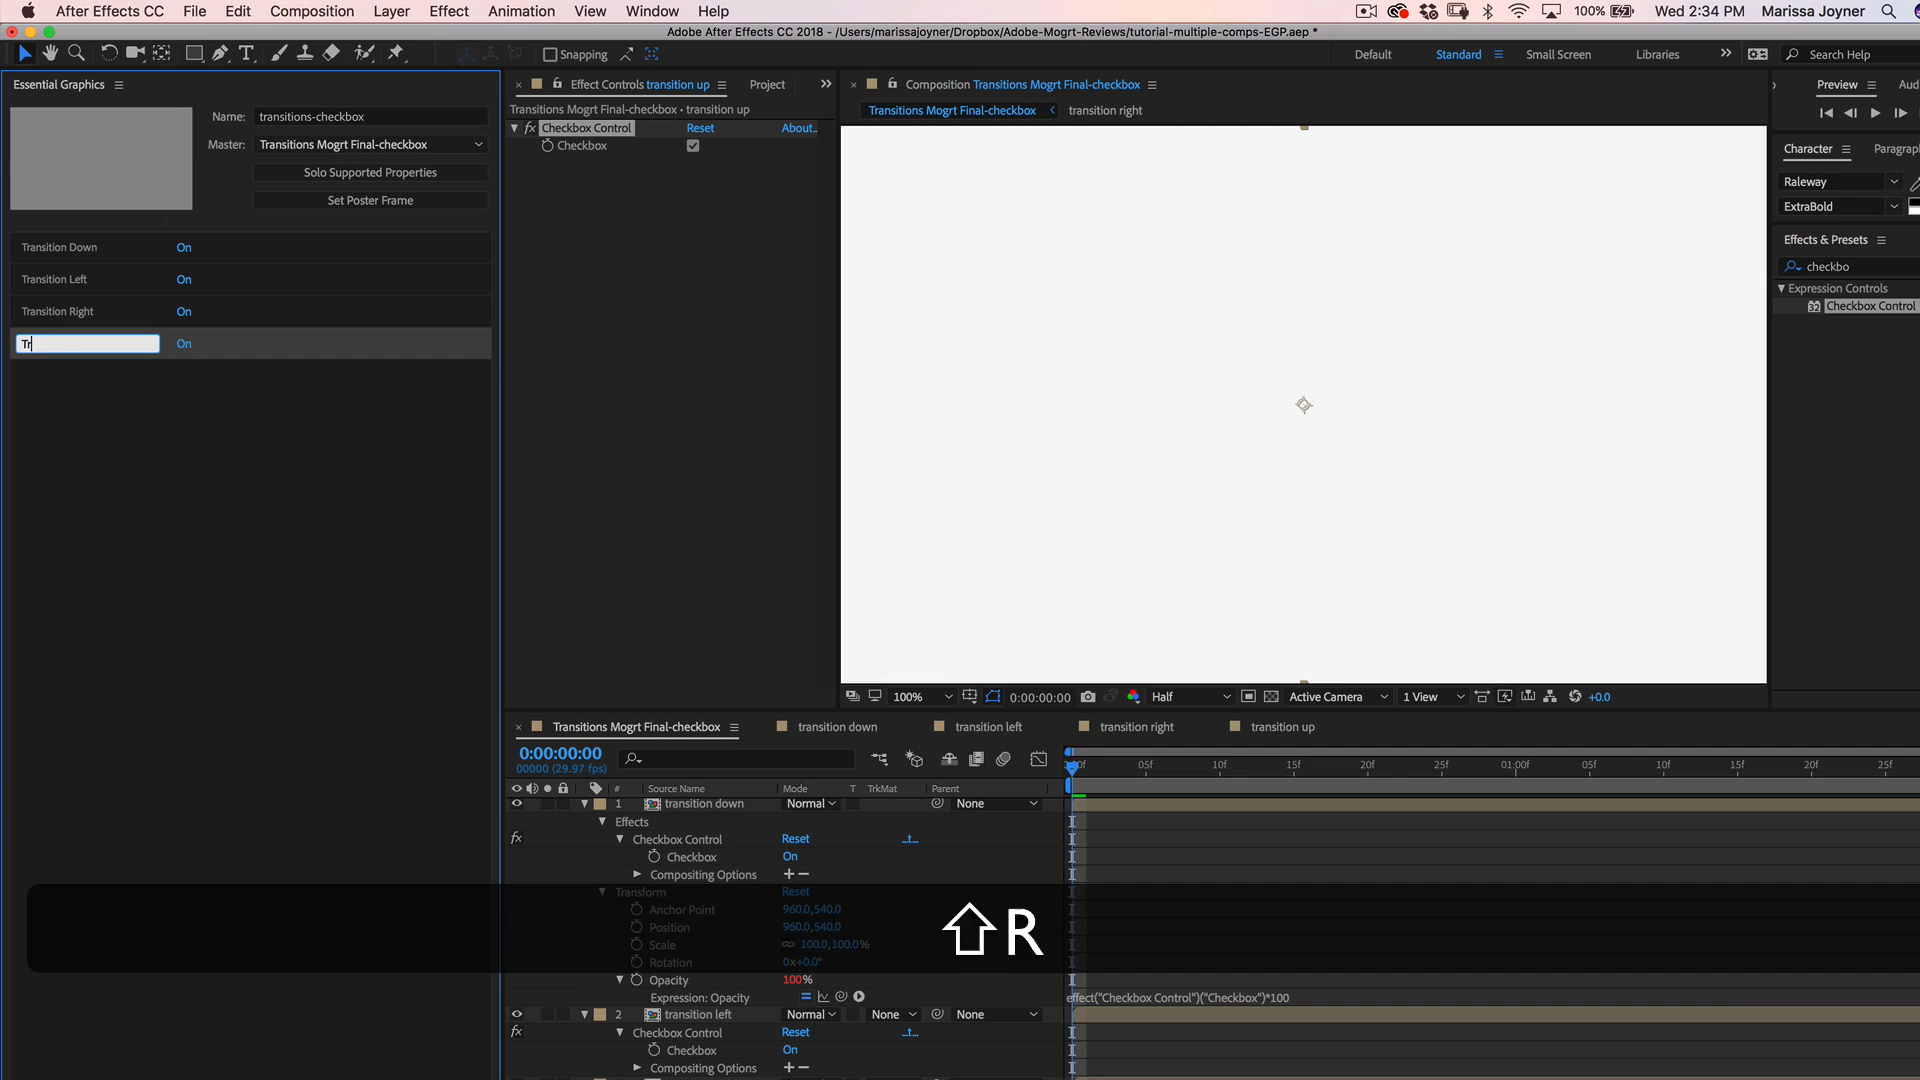 After Effects CC File Edit Composition Layer Effect Animation View Window Help 100% Wed 2:34 PM Marissa Joyner
Adobe After Effects CC 2018 - /Users/marissajoyner/Dropbox/Adobe-Mogrt-Reviews/tutorial-multiple-comps-EGP.aep *
Snapping Default Standard Small Screen Libraries Search Help
Essential Graphics
Name: transitions-checkbox
Master: Transitions Mogrt Final-checkbox
Solo Supported Properties
Set Poster Frame
Transition Down On
Transition Left On
Transition Right On
Tr On
Effect Controls transition up Project
Transitions Mogrt Final-checkbox • transition up
fx Checkbox Control Reset About..
Checkbox
Composition Transitions Mogrt Final-checkbox
Transitions Mogrt Final-checkbox transition right
100% 0:00:00:00 Half Active Camera 1 View +0.0
Preview Aud
Character Paragraph
Raleway
ExtraBold
Effects & Presets
checkbo
Expression Controls
32 Checkbox Control
Transitions Mogrt Final-checkbox transition down transition left transition right transition up
0:00:00:00
00000 (29.97 fps)
05f 10f 15f 20f 25f 01:00f 05f 10f 15f 20f 25f
# Source Name Mode T TrkMat Parent
1 transition down Normal None
Effects
fx Checkbox Control Reset
Checkbox On
Compositing Options
Transform Reset
Anchor Point 960.0,540.0
Position 960.0,540.0
Scale 100.0,100.0%
Rotation 0x+0.0°
⇧R
Opacity 100%
Expression: Opacity effect("Checkbox Control")("Checkbox")*100
2 transition left Normal None None
fx Checkbox Control Reset
Checkbox On
Compositing Options